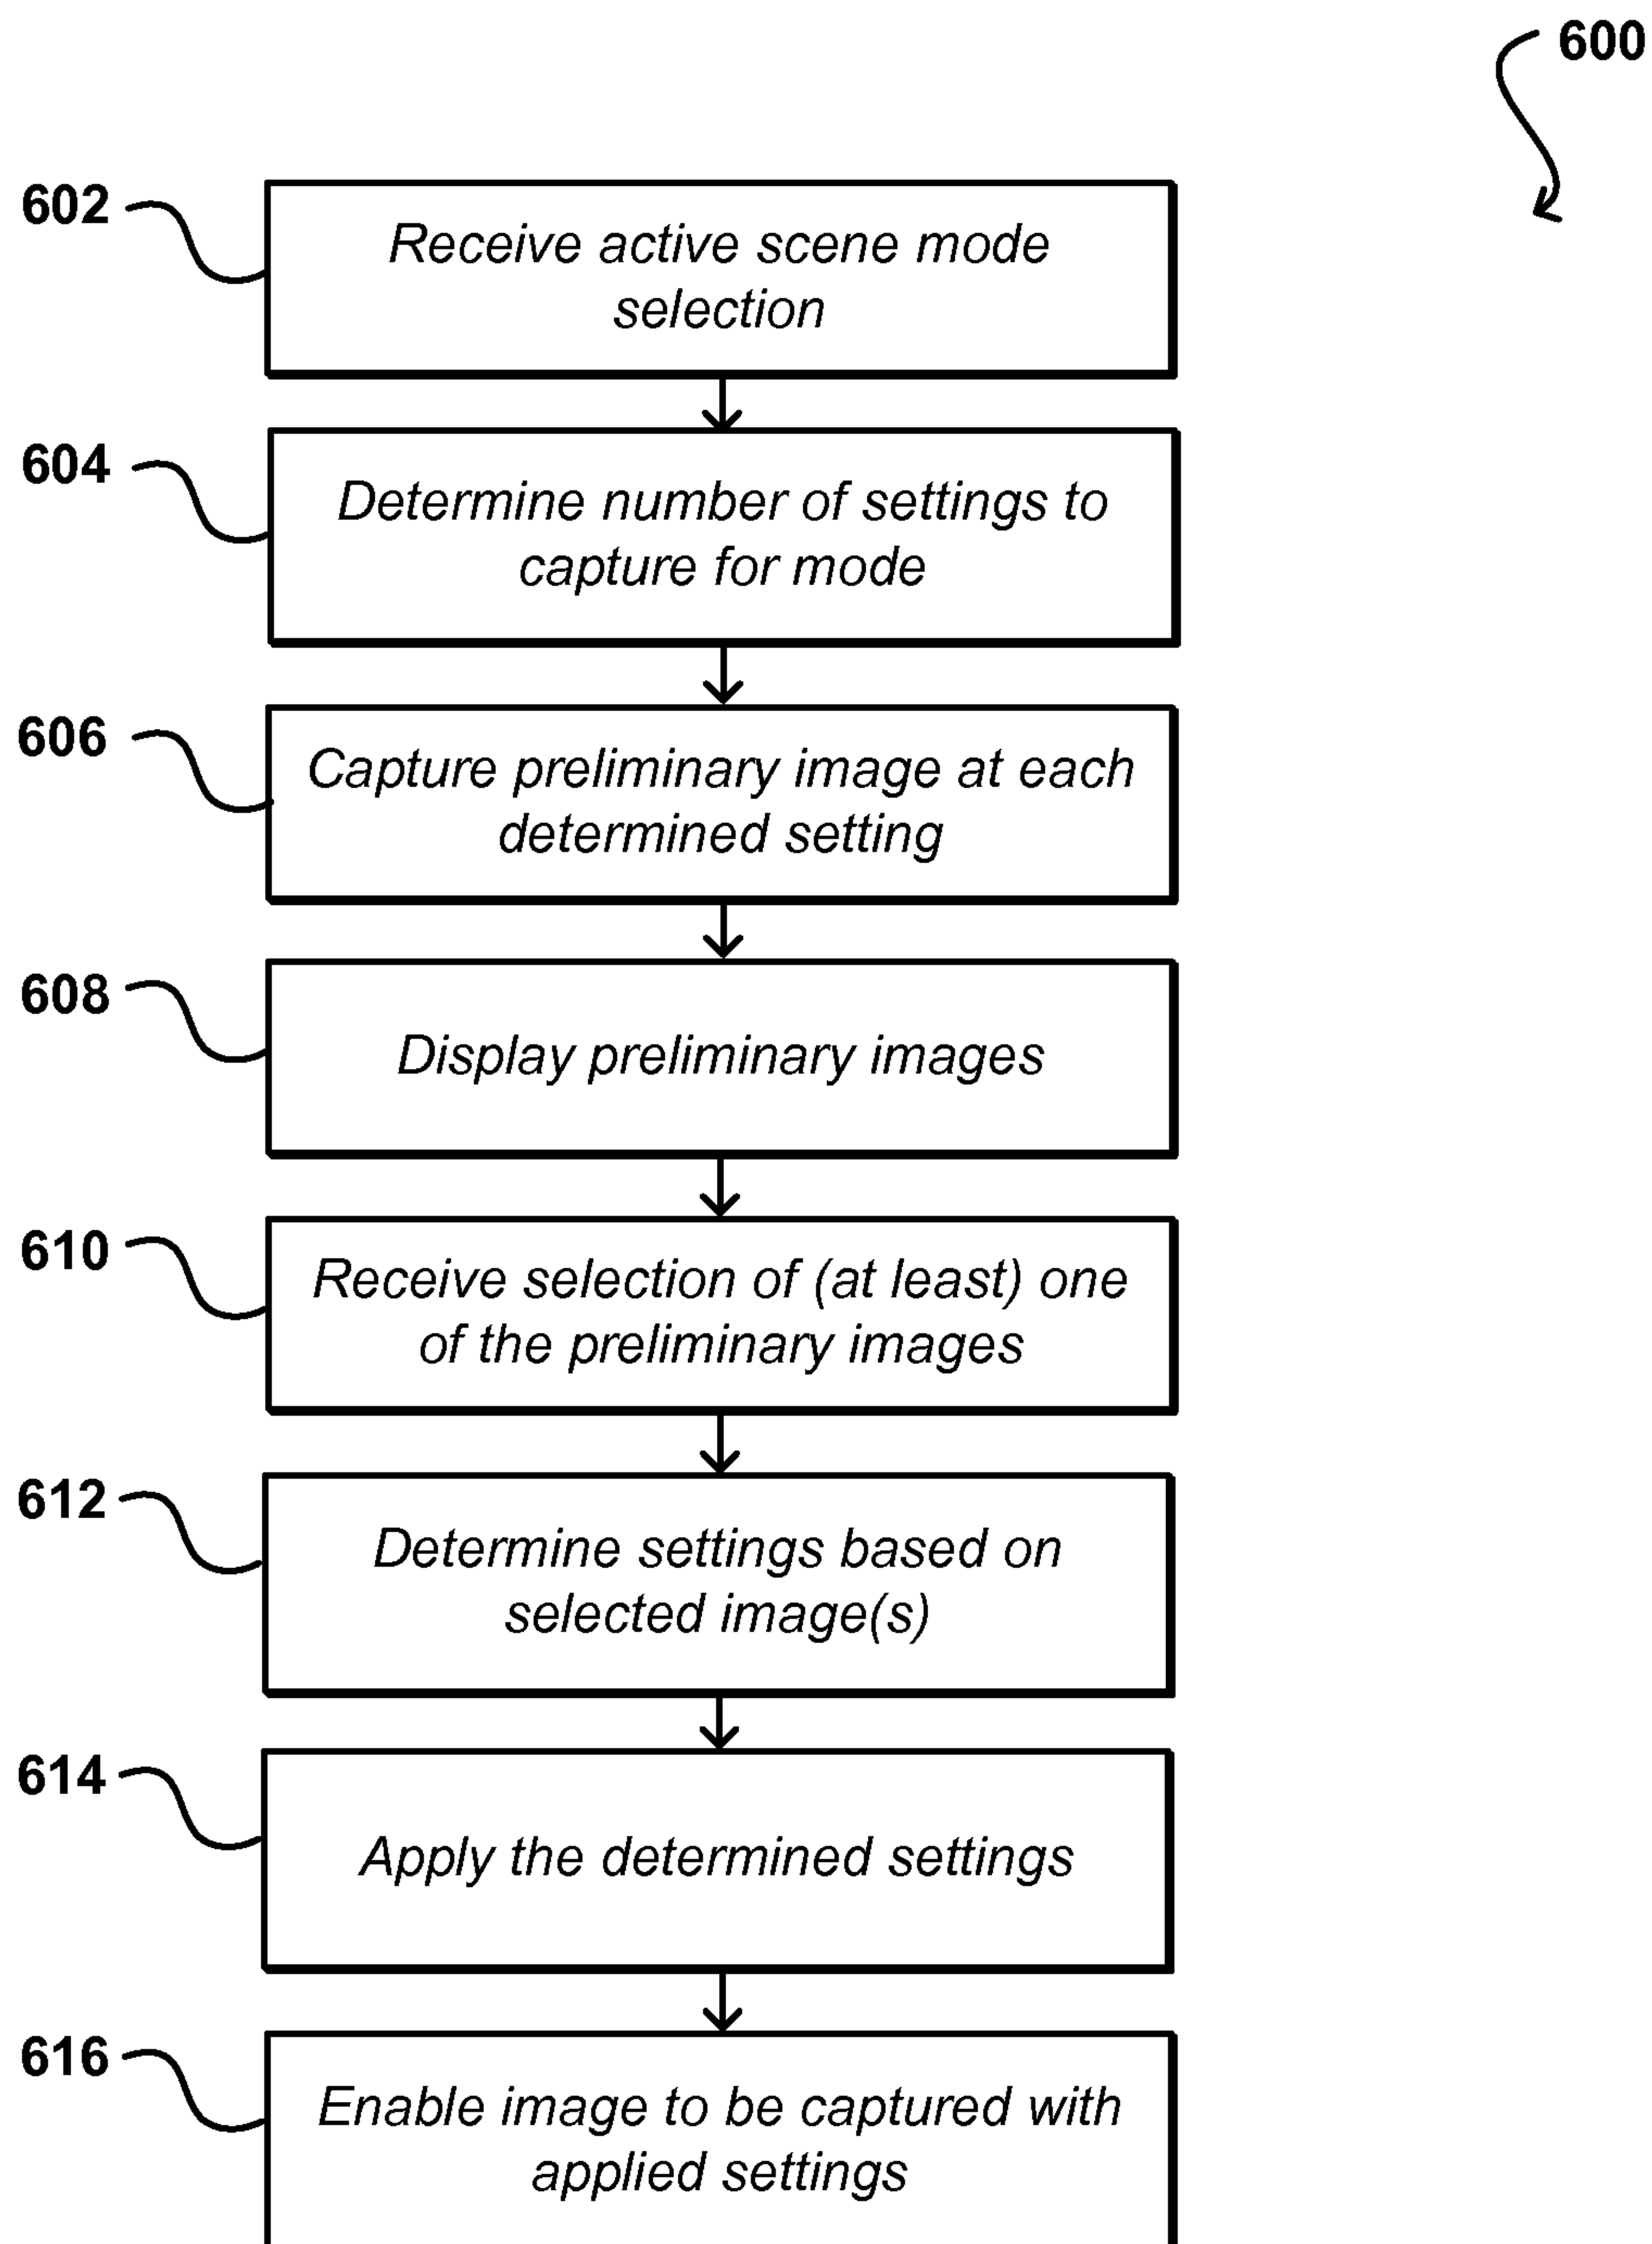 600
602
Receive active scene mode
selection
604
Determine number of settings to
capture for mode
606
Capture preliminary image at each
determined setting
608
Display preliminary images
610
Receive selection of (at least) one
of the preliminary images
612
Determine settings based on
selected image(s)
614
Apply the determined settings
616
Enable image to be captured with
applied settings